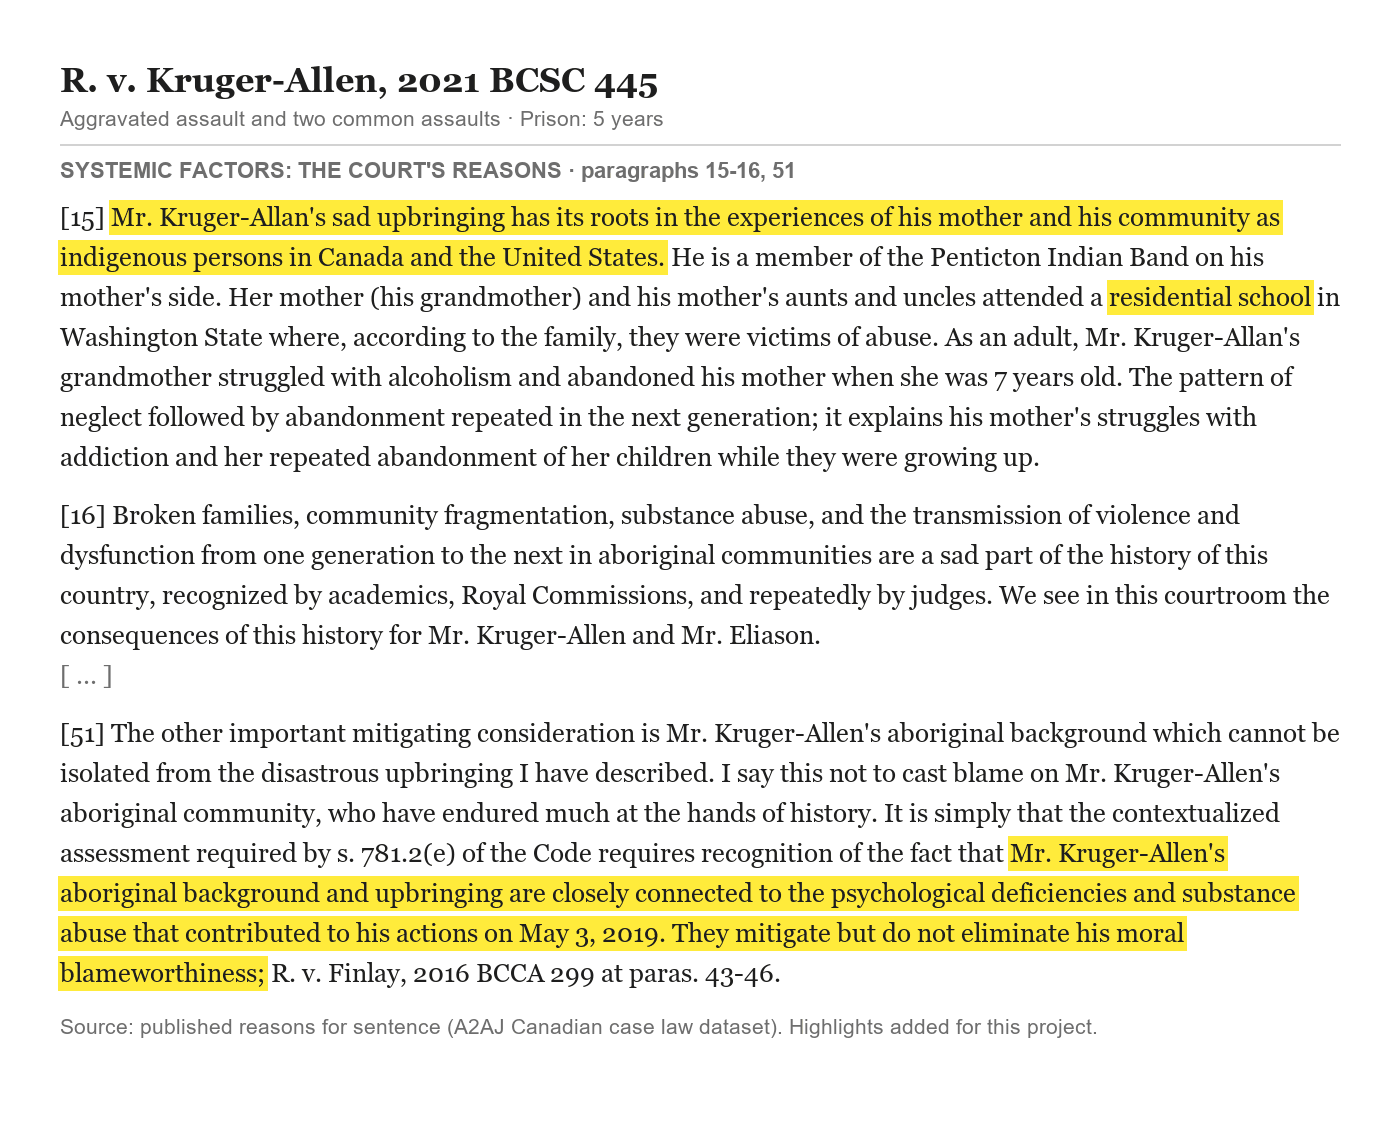 R. v. Kruger-Allen, 2021 BCSC 445
Aggravated assault and two common assaults · Prison: 5 years
SYSTEMIC FACTORS: THE COURT'S REASONS · paragraphs 15-16, 51
[15] Mr. Kruger-Allan's sad upbringing has its roots in the experiences of his mother and his community as
indigenous persons in Canada and the United States. He is a member of the Penticton Indian Band on his
mother's side. Her mother (his grandmother) and his mother's aunts and uncles attended a residential school in
Washington State where, according to the family, they were victims of abuse. As an adult, Mr. Kruger-Allan's
grandmother struggled with alcoholism and abandoned his mother when she was 7 years old. The pattern of
neglect followed by abandonment repeated in the next generation; it explains his mother's struggles with
addiction and her repeated abandonment of her children while they were growing up.
[16] Broken families, community fragmentation, substance abuse, and the transmission of violence and
dysfunction from one generation to the next in aboriginal communities are a sad part of the history of this
country, recognized by academics, Royal Commissions, and repeatedly by judges. We see in this courtroom the
consequences of this history for Mr. Kruger-Allen and Mr. Eliason.
[ ... ]
[51] The other important mitigating consideration is Mr. Kruger-Allen's aboriginal background which cannot be
isolated from the disastrous upbringing I have described. I say this not to cast blame on Mr. Kruger-Allen's
aboriginal community, who have endured much at the hands of history. It is simply that the contextualized
assessment required by s. 781.2(e) of the Code requires recognition of the fact that Mr. Kruger-Allen's
aboriginal background and upbringing are closely connected to the psychological deficiencies and substance
abuse that contributed to his actions on May 3, 2019. They mitigate but do not eliminate his moral
blameworthiness; R. v. Finlay, 2016 BCCA 299 at paras. 43-46.
Source: published reasons for sentence (A2AJ Canadian case law dataset). Highlights added for this project.